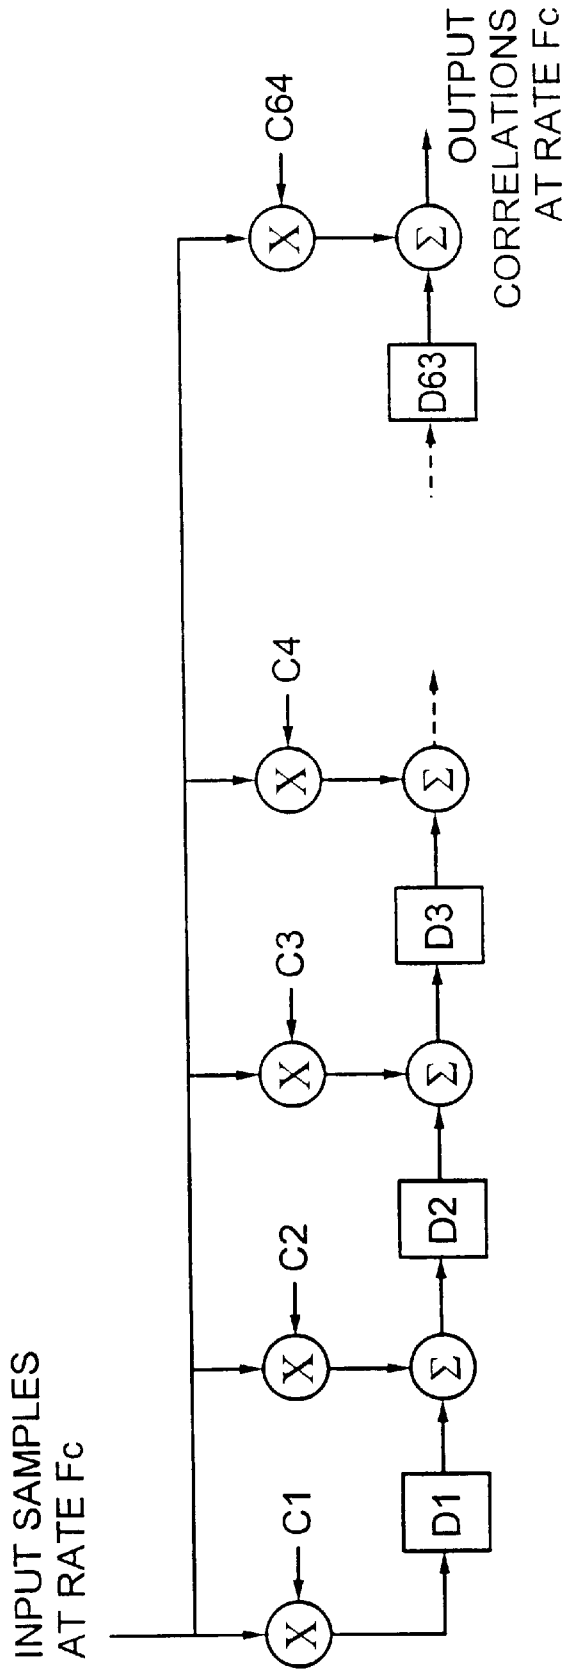 INPUT SAMPLES
AT RATE Fc
C1
C2
C3
C4
C64
X
X
X
X
X
D1
Σ
D2
Σ
D3
Σ
D63
Σ
OUTPUT
CORRELATIONS
AT RATE Fc